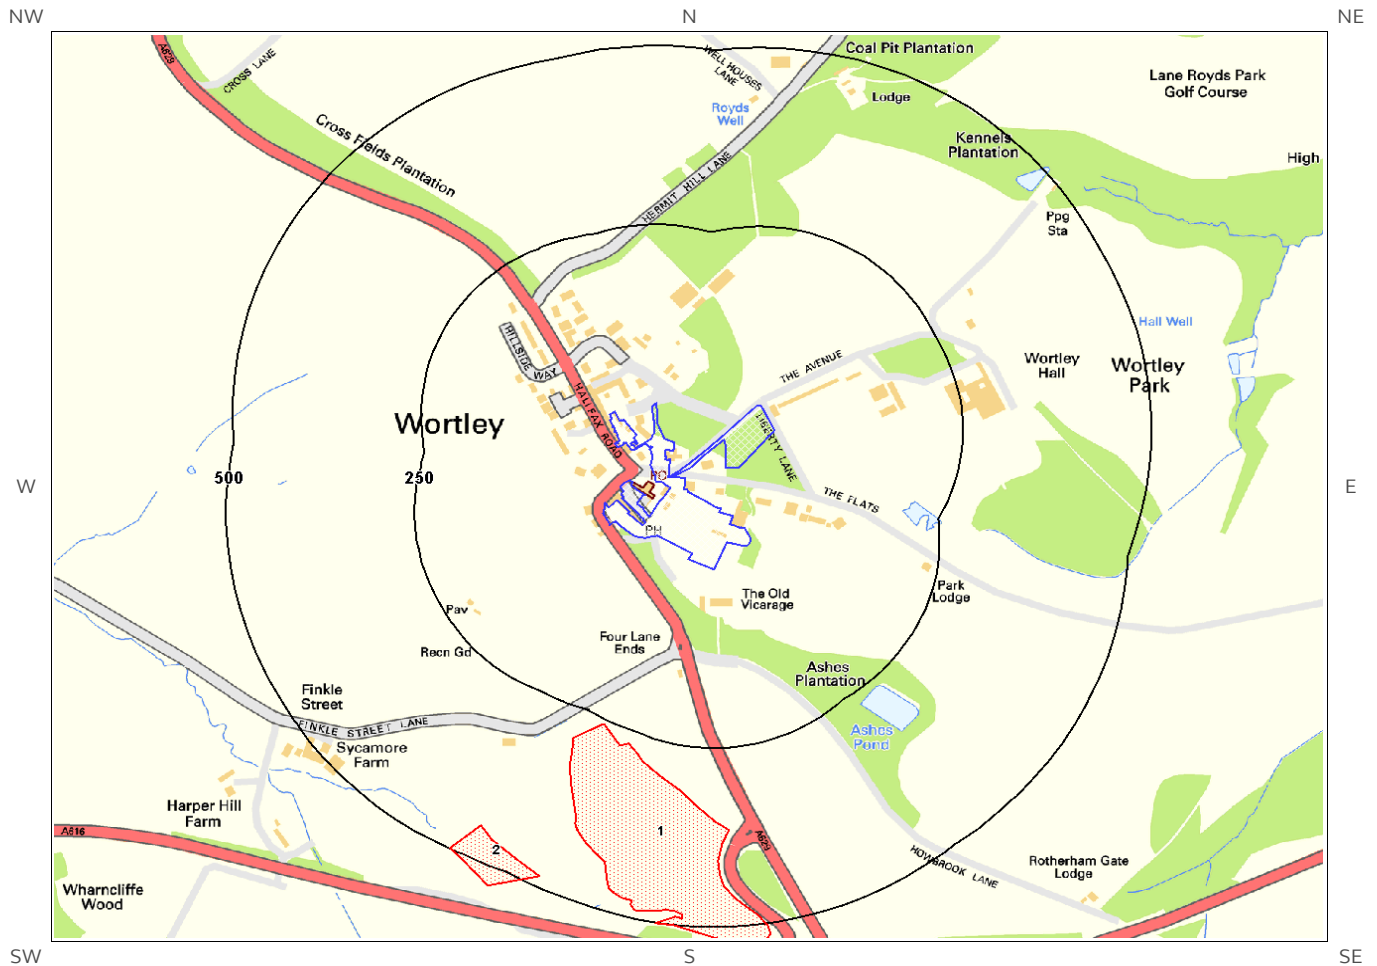 NW
N
NE
A629
CROSS LANE
WELL HOUSES
LANE
Coal Pit Plantation
Lane Royds Park
Golf Course
Lodge
Royds
Well
Cross Fields Plantation
Kennels
Plantation
High
HERMIT HILL LANE
Ppg
Sta
Hall Well
HILLSIDE
WAY
THE AVENUE
Wortley
Hall
Wortley
Park
HALIFAX ROAD
Wortley
LIBERTY LANE
500
250
PO
W
E
THE FLATS
PH
Pav
The Old
Vicarage
Park
Lodge
Four Lane
Ends
Recn Gd
Ashes
Plantation
Finkle
Street
FINKLE STREET LANE
Sycamore
Farm
Ashes
Pond
Harper Hill
Farm
A616
1
A629
2
HOWBROOK LANE
Rotherham Gate
Lodge
Wharncliffe
Wood
SW
S
SE